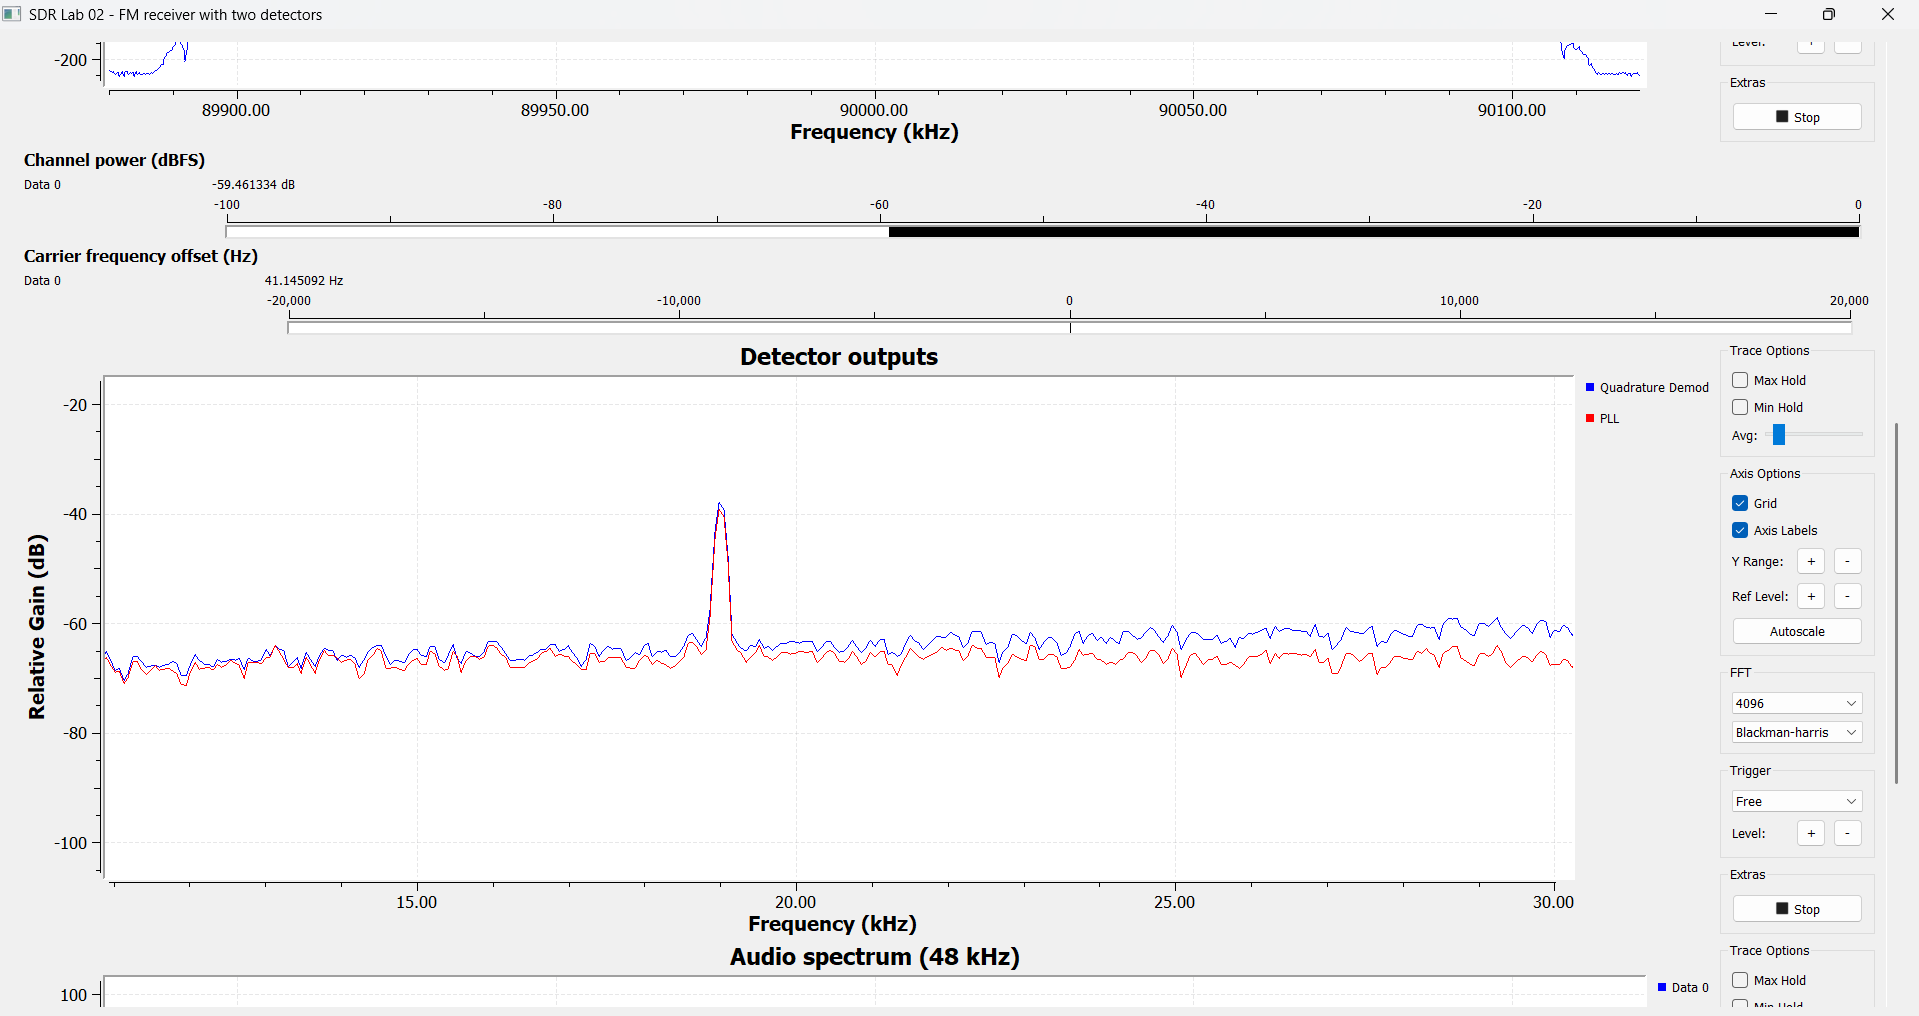 SDR Lab 02 - FM receiver with two detectors
Level: + -
-200
Extras
Stop
89900.00 89950.00 90000.00 90050.00 90100.00
Frequency (kHz)
Channel power (dBFS)
Data 0 -59.461334 dB
-100 -80 -60 -40 -20 0
Carrier frequency offset (Hz)
Data 0 41.145092 Hz
-20,000 -10,000 0 10,000 20,000
Detector outputs
Relative Gain (dB)
-20
-40
-60
-80
-100
15.00 20.00 25.00 30.00
Frequency (kHz)
Quadrature Demod
PLL
Trace Options
Max Hold
Min Hold
Avg:
Axis Options
Grid
Axis Labels
Y Range: + -
Ref Level: + -
Autoscale
FFT
4096
Blackman-harris
Trigger
Free
Level: + -
Extras
Stop
Audio spectrum (48 kHz)
100
Data 0
Trace Options
Max Hold
Min Hold